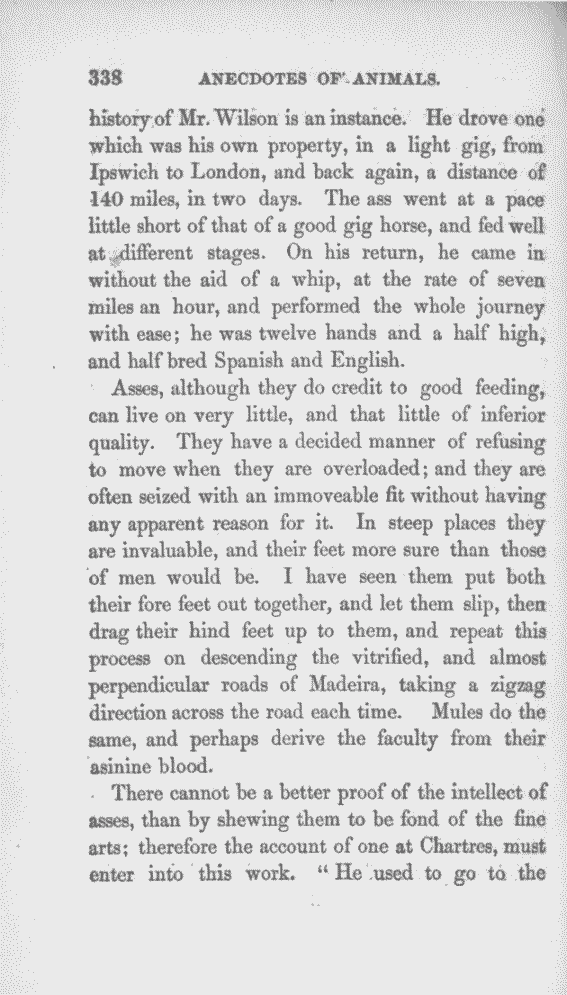 338 ANECDOTES OF ANIMALS.
history of Mr. Wilson is an instance. He drove one
which was his own property, in a light gig, from
Ipswich to London, and back again, a distance of
140 miles, in two days. The ass went at a pace
little short of that of a good gig horse, and fed well
at different stages. On his return, he came in
without the aid of a whip, at the rate of seven
miles an hour, and performed the whole journey
with ease; he was twelve hands and a half high,
and half bred Spanish and English.
Asses, although they do credit to good feeding,
can live on very little, and that little of inferior
quality. They have a decided manner of refusing
to move when they are overloaded; and they are
often seized with an immoveable fit without having
any apparent reason for it. In steep places they
are invaluable, and their feet more sure than those
of men would be. I have seen them put both
their fore feet out together, and let them slip, then
drag their hind feet up to them, and repeat this
process on descending the vitrified, and almost
perpendicular roads of Madeira, taking a zigzag
direction across the road each time. Mules do the
same, and perhaps derive the faculty from their
asinine blood.
There cannot be a better proof of the intellect of
asses, than by shewing them to be fond of the fine
arts; therefore the account of one at Chartres, must
enter into this work. “He used to go to the